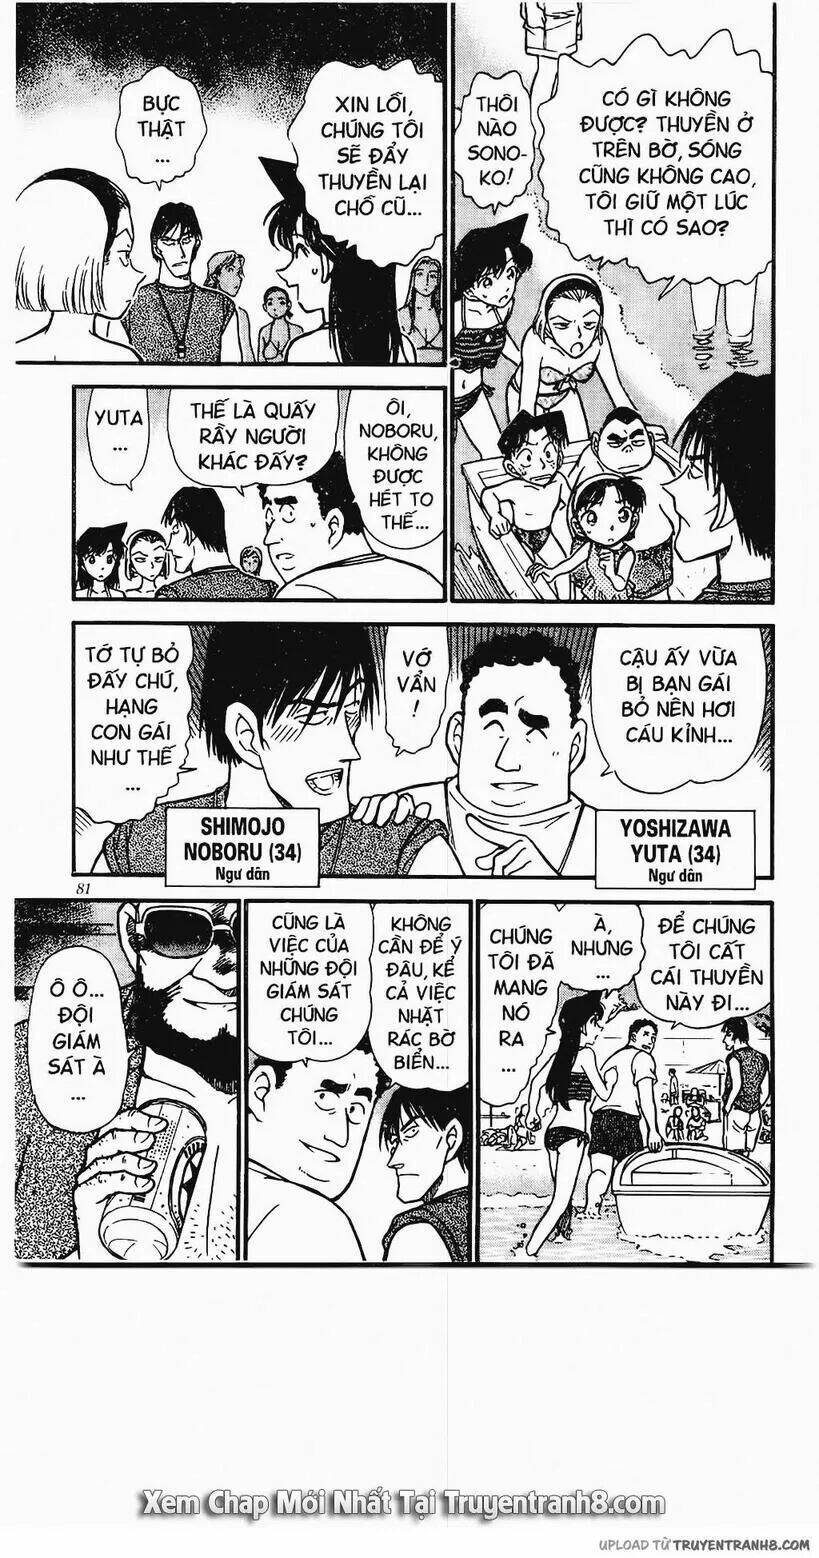 CÓ GÌ KHÔNG
ĐƯỢC? THUYỀN Ở
TRÊN BỜ, SÓNG
CŨNG KHÔNG CAO,
TÔI GIỮ MỘT LÚC
THÌ CÓ SAO?
THÔI
NÀO
SONO-
KO!
XIN LỖI,
CHÚNG TÔI
SẼ ĐẨY
THUYỀN LẠI
CHỖ CŨ...
BỰC
THẬT
...
ÔI,
NOBORU,
KHÔNG
ĐƯỢC
HÉT TO
THẾ...
THẾ LÀ QUẤY
RẦY NGƯỜI
KHÁC ĐẤY?
YUTA
...
CẬU ẤY VỪA
BỊ BẠN GÁI
BỎ NÊN HƠI
CÁU KỈNH...
VỚ
VẨN
!
TỚ TỰ BỎ
ĐẤY CHỨ,
HẠNG
CON GÁI
NHƯ THẾ
...
YOSHIZAWA
YUTA (34)
Ngư dân
SHIMOJO
NOBORU (34)
Ngư dân
81
ĐỂ CHÚNG
TÔI CẤT
CÁI THUYỀN
NÀY ĐI...
À,
NHƯNG
...
CHÚNG
TÔI ĐÃ
MANG
NÓ
RA
...
KHÔNG
CẦN ĐỂ Ý
ĐÂU, KỂ
CẢ VIỆC
NHẶT
RÁC BỜ
BIỂN...
CŨNG LÀ
VIỆC CỦA
NHỮNG ĐỘI
GIÁM SÁT
CHÚNG
TÔI...
Ô Ô...
ĐỘI
GIÁM
SÁT À
...
Xem Chap Mới Nhất Tại Truyentranh8.com
UPLOAD TỪ TRUYENTRANH8.COM